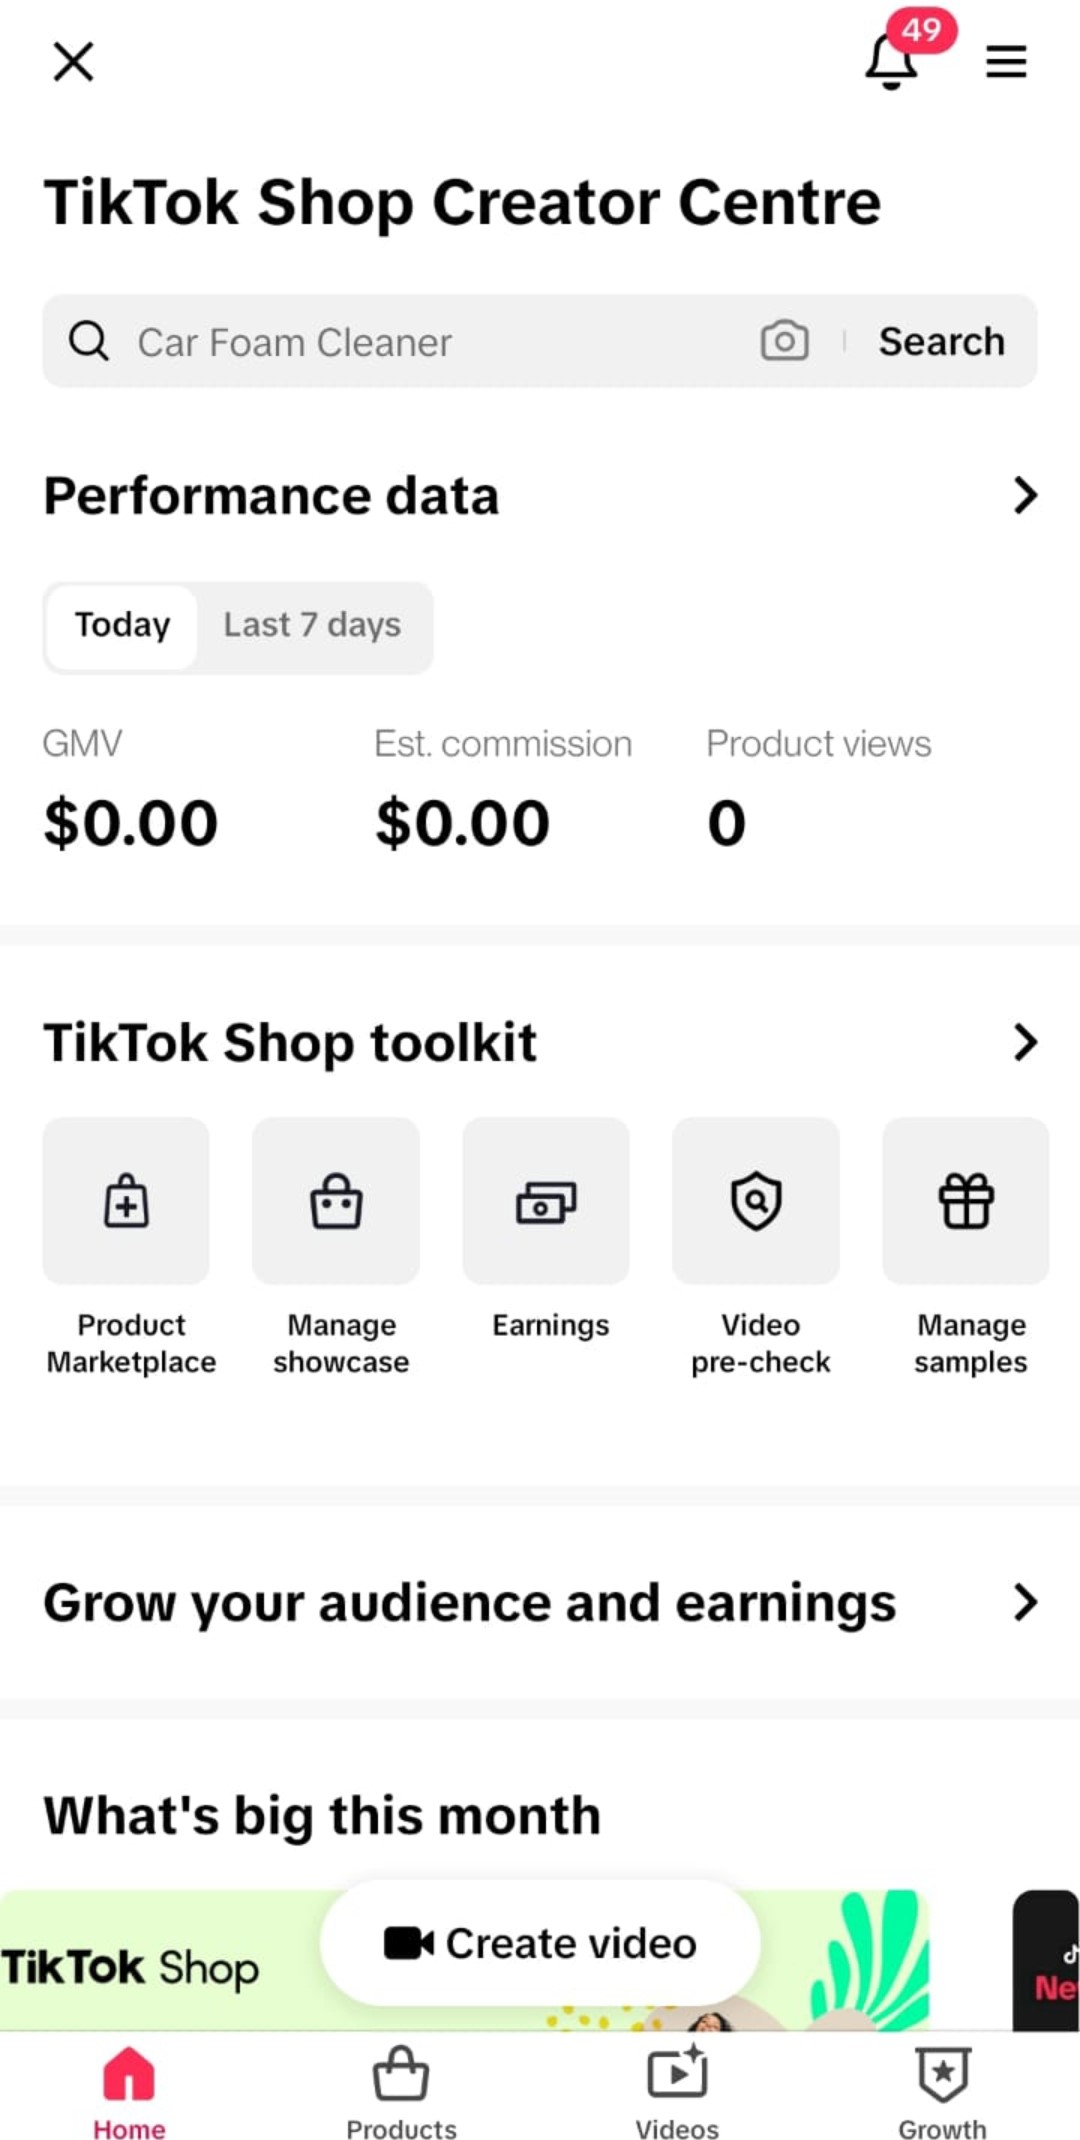 49
TikTok Shop Creator Centre
Car Foam Cleaner
Search
Performance data
Today
Last 7 days
GMV
Est. commission
Product views
$0.00
$0.00
0
TikTok Shop toolkit
Product
Marketplace
Manage
showcase
Earnings
Video
pre-check
Manage
samples
Grow your audience and earnings
What's big this month
TikTok Shop
Create video
Ne
Home
Products
Videos
Growth